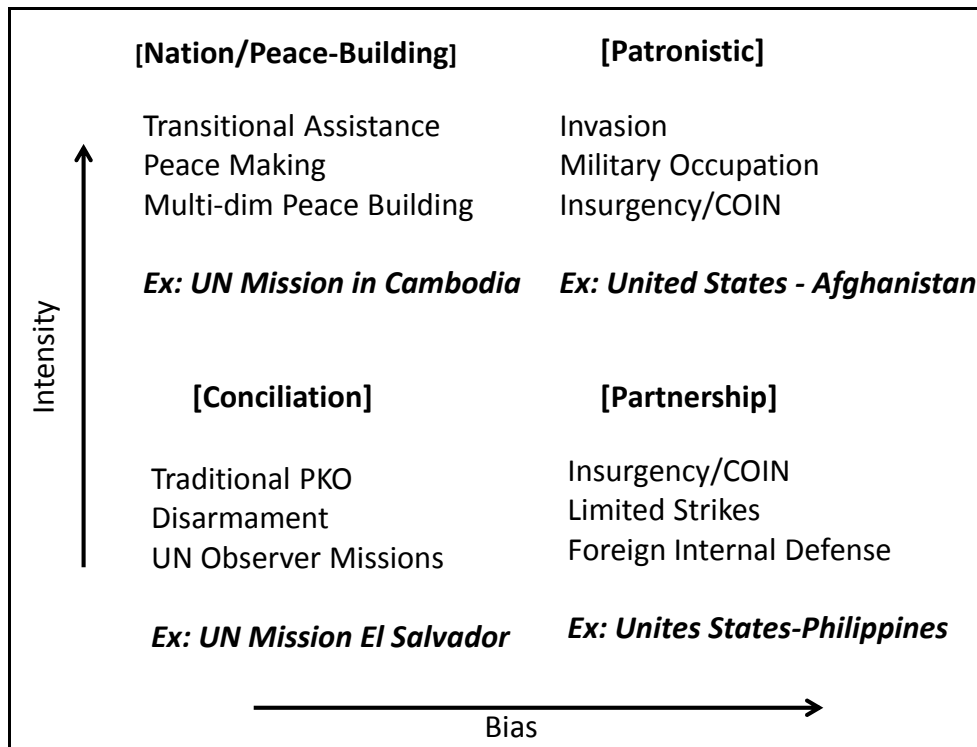 [Nation/Peace-Building]
Transitional Assistance
Peace Making
Multi-dim Peace Building
Ex: UN Mission in Cambodia
[Patronistic]
Invasion
Military Occupation
Insurgency/COIN
Ex: United States - Afghanistan
Intensity
[Conciliation]
Traditional PKO
Disarmament
UN Observer Missions
Ex: UN Mission El Salvador
[Partnership]
Insurgency/COIN
Limited Strikes
Foreign Internal Defense
Ex: Unites States-Philippines
Bias